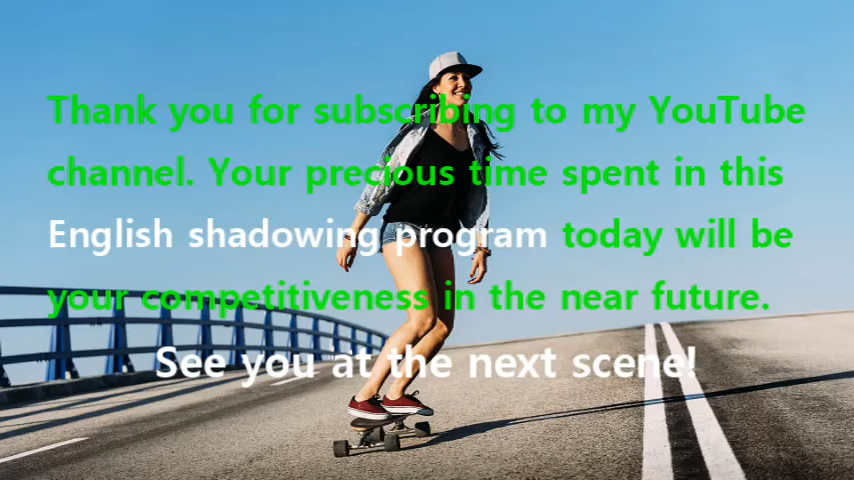 Thank you for subscribing to my YouTube
channel. Your precious time spent in this
English shadowing program today will be
your competitiveness in the near future.
See you at the next scene!